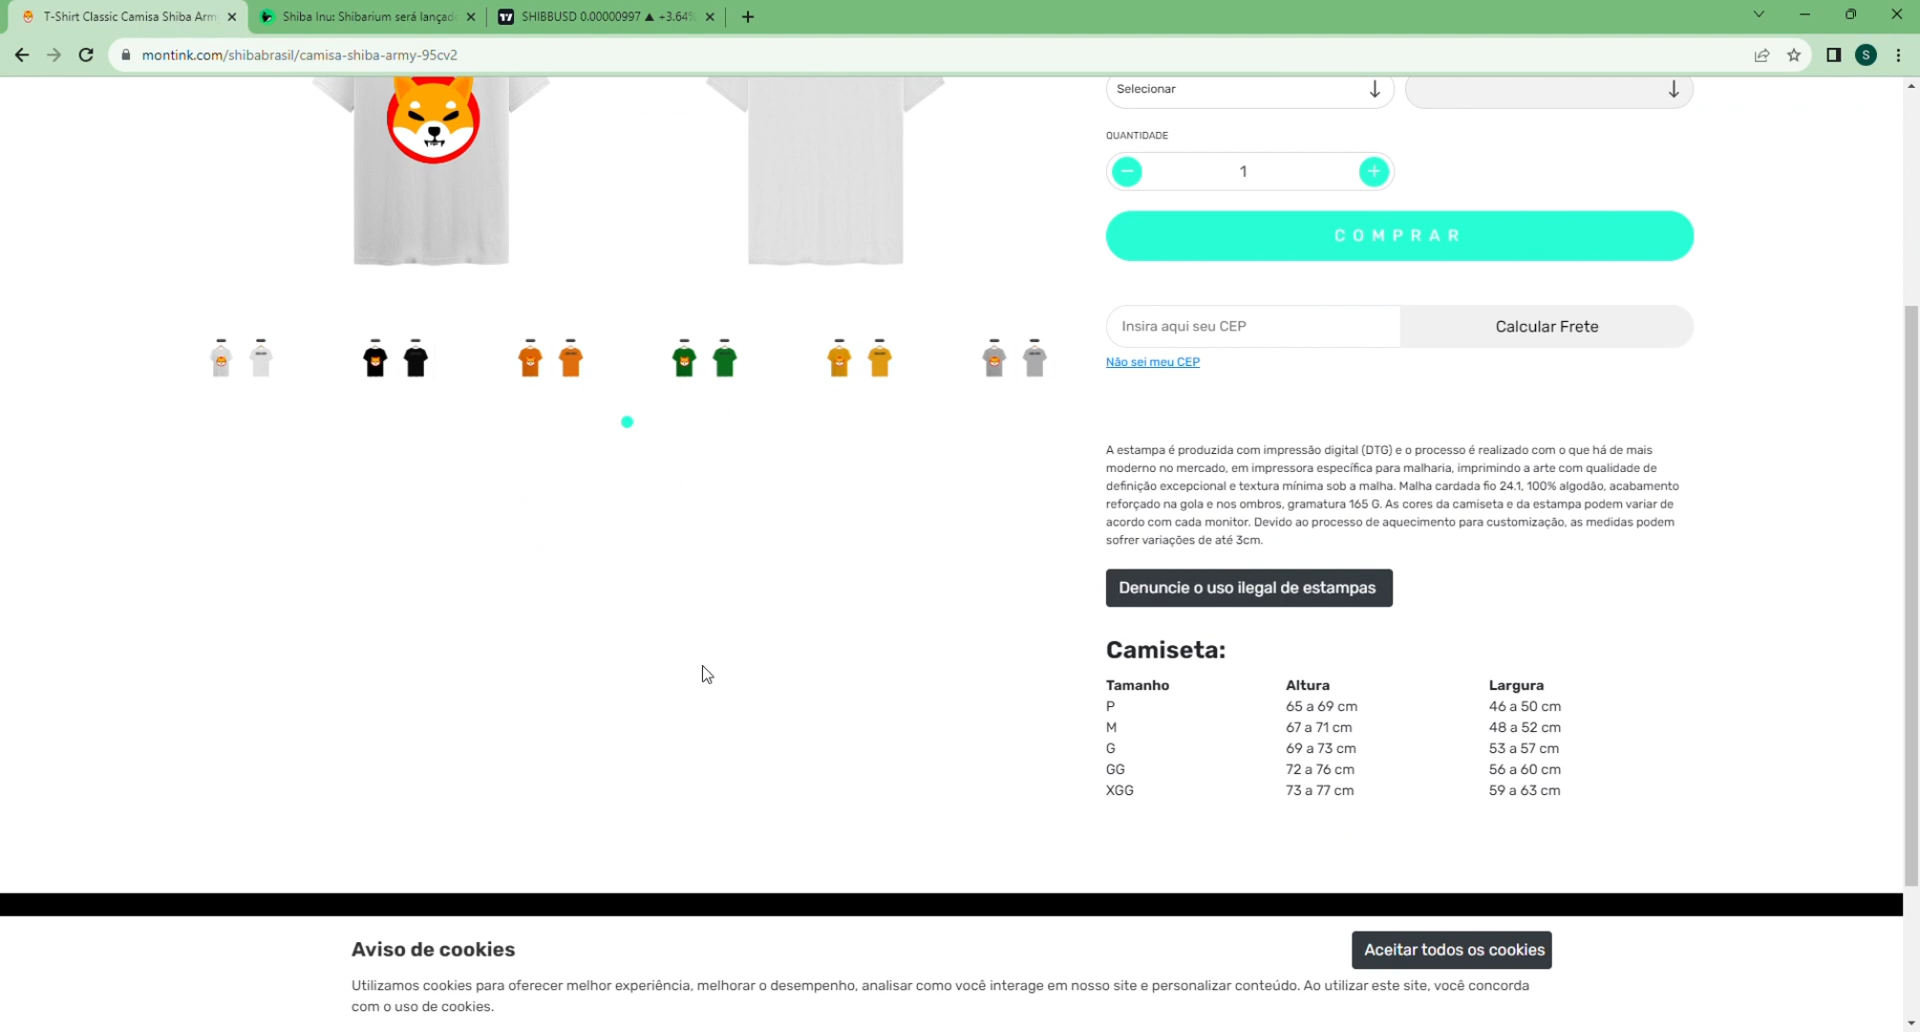 T-Shirt Classic Camisa Shiba Arm
Shiba Inu: Shibarium será lançad
SHIBBUSD 0.00000997 ▲ +3.64%
montink.com/shibabrasil/camisa-shiba-army-95cv2
S
Selecionar
QUANTIDADE
1
COMPRAR
Insira aqui seu CEP
Calcular Frete
Não sei meu CEP
A estampa é produzida com impressão digital (DTG) e o processo é realizado com o que há de mais
moderno no mercado, em impressora específica para malharia, imprimindo a arte com qualidade de
definição excepcional e textura mínima sob a malha. Malha cardada fio 24.1, 100% algodão, acabamento
reforçado na gola e nos ombros, gramatura 165 G. As cores da camiseta e da estampa podem variar de
acordo com cada monitor. Devido ao processo de aquecimento para customização, as medidas podem
sofrer variações de até 3cm.
Denuncie o uso ilegal de estampas
Camiseta:
Tamanho Altura Largura
P 65 a 69 cm 46 a 50 cm
M 67 a 71 cm 48 a 52 cm
G 69 a 73 cm 53 a 57 cm
GG 72 a 76 cm 56 a 60 cm
XGG 73 a 77 cm 59 a 63 cm
Aviso de cookies
Aceitar todos os cookies
Utilizamos cookies para oferecer melhor experiência, melhorar o desempenho, analisar como você interage em nosso site e personalizar conteúdo. Ao utilizar este site, você concorda
com o uso de cookies.